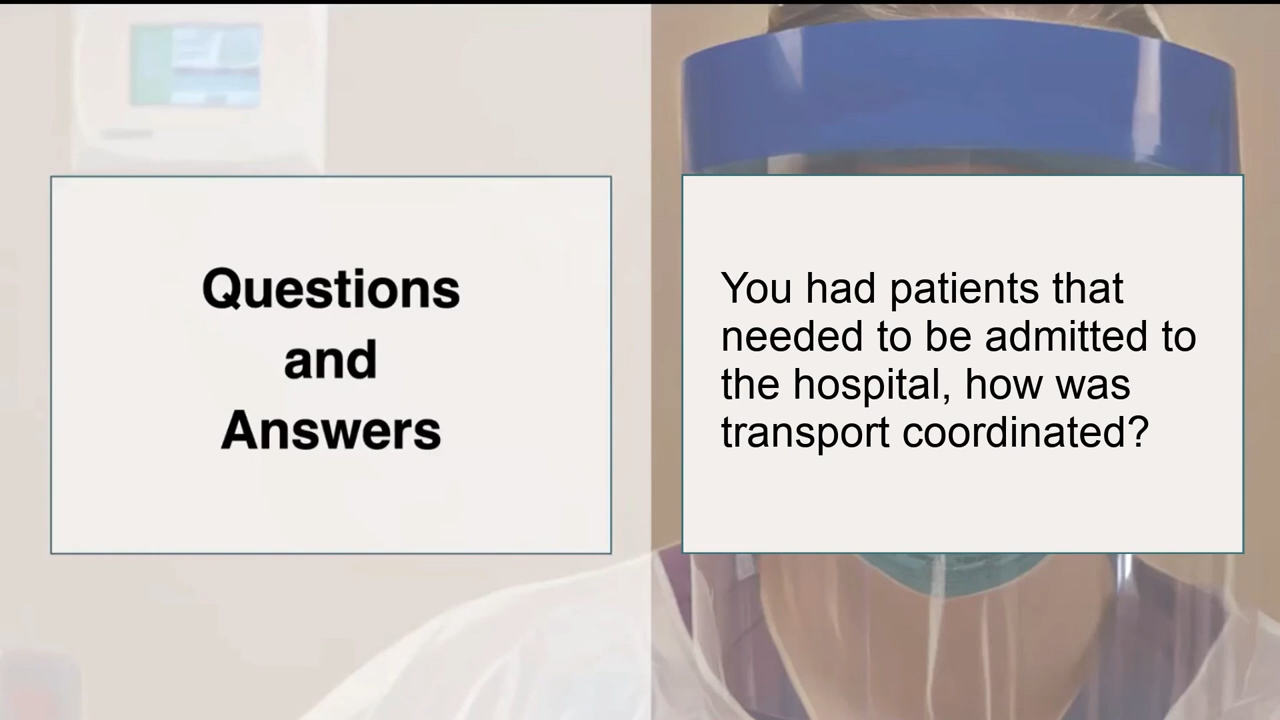 Questions
and
Answers
You had patients that
needed to be admitted to
the hospital, how was
transport coordinated?